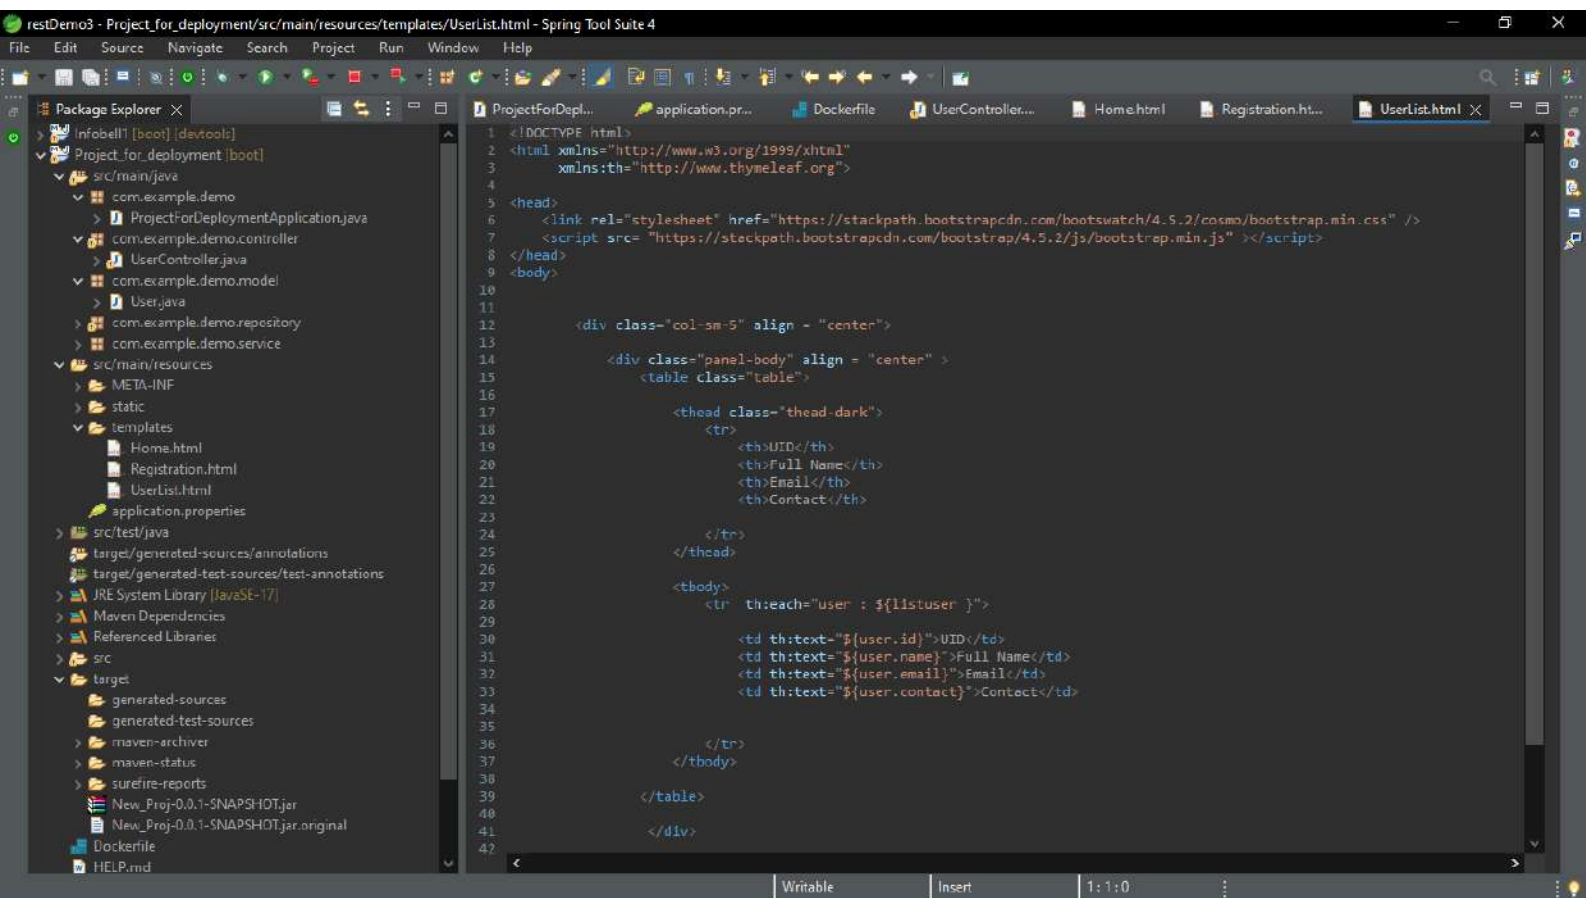 restDemo3 - Project_for_deployment/src/main/resources/templates/UserList.html - Spring Tool Suite 4
File Edit Source Navigate Search Project Run Window Help
Package Explorer
Infobell1 [boot] [devtools]
Project_for_deployment [boot]
src/main/java
com.example.demo
ProjectForDeploymentApplication.java
com.example.demo.controller
UserController.java
com.example.demo.model
User.java
com.example.demo.repository
com.example.demo.service
src/main/resources
META-INF
static
templates
Home.html
Registration.html
UserList.html
application.properties
src/test/java
target/generated-sources/annotations
target/generated-test-sources/test-annotations
JRE System Library [JavaSE-17]
Maven Dependencies
Referenced Libraries
src
target
generated-sources
generated-test-sources
maven-archiver
maven-status
surefire-reports
New_Proj-0.0.1-SNAPSHOT.jar
New_Proj-0.0.1-SNAPSHOT.jar.original
Dockerfile
HELP.md
ProjectForDepl... application.pr... Dockerfile UserController.... Home.html Registration.ht... UserList.html
1 <!DOCTYPE html>
2 <html xmlns="http://www.w3.org/1999/xhtml"
3 xmlns:th="http://www.thymeleaf.org">
4
5 <head>
6 <link rel="stylesheet" href="https://stackpath.bootstrapcdn.com/bootswatch/4.5.2/cosmo/bootstrap.min.css" />
7 <script src= "https://stackpath.bootstrapcdn.com/bootstrap/4.5.2/js/bootstrap.min.js" ></script>
8 </head>
9 <body>
10
11
12 <div class="col-sm-5" align = "center">
13
14 <div class="panel-body" align = "center" >
15 <table class="table">
16
17 <thead class="thead-dark">
18 <tr>
19 <th>UID</th>
20 <th>Full Name</th>
21 <th>Email</th>
22 <th>Contact</th>
23
24 </tr>
25 </thead>
26
27 <tbody>
28 <tr th:each="user : ${listuser }">
29
30 <td th:text="${user.id}">UID</td>
31 <td th:text="${user.name}">Full Name</td>
32 <td th:text="${user.email}">Email</td>
33 <td th:text="${user.contact}">Contact</td>
34
35
36 </tr>
37 </tbody>
38
39 </table>
40
41 </div>
42
Writable Insert 1:1:0